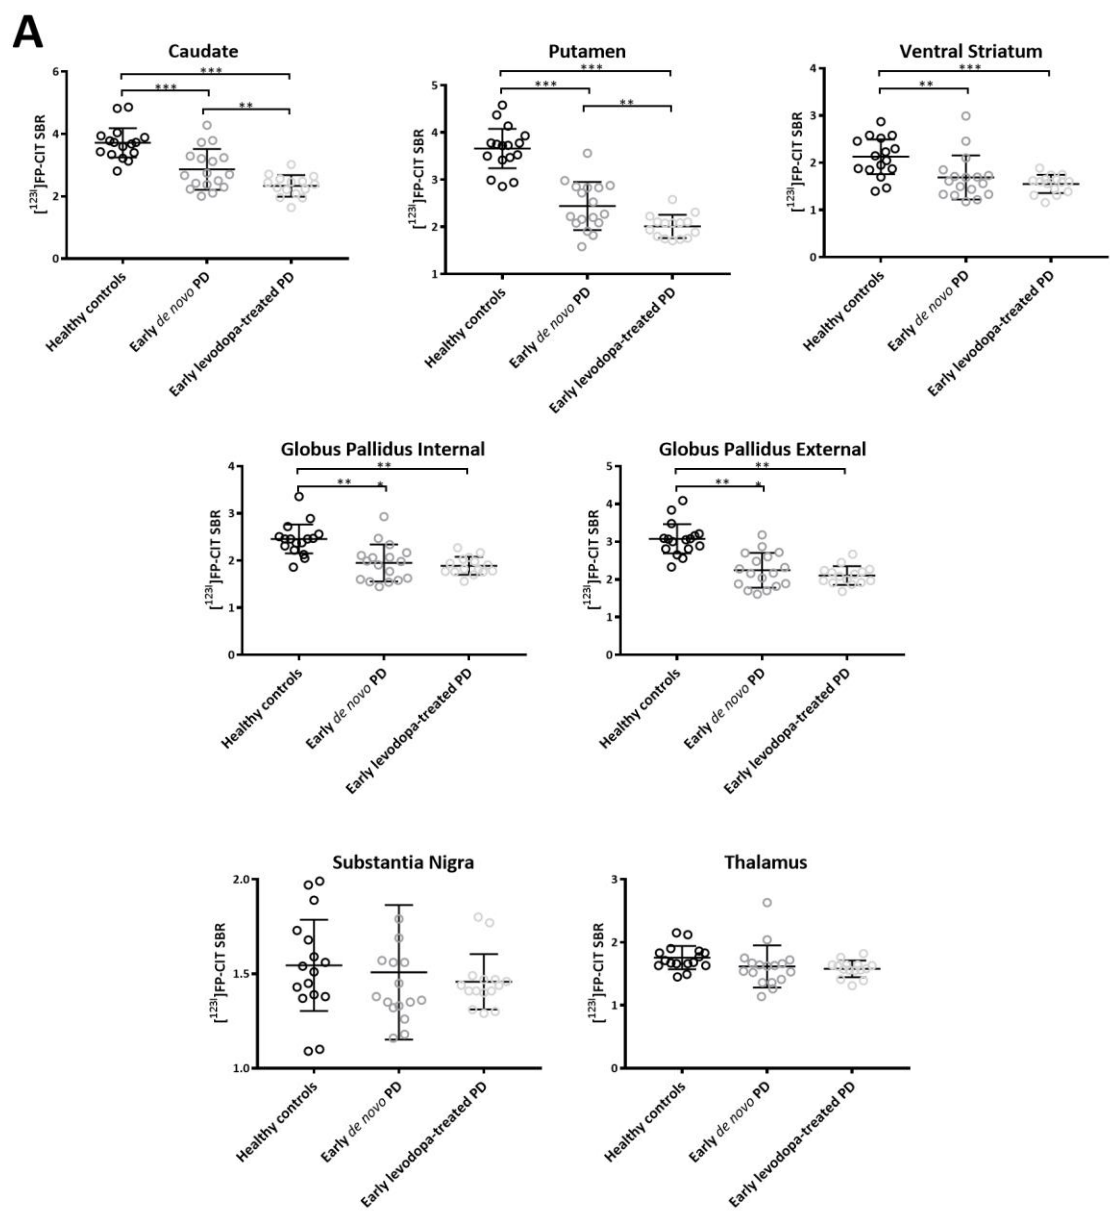 A
Caudate
[123I]FP-CIT SBR
6
4
2
0
***
***
**
Healthy controls
Early de novo PD
Early levodopa-treated PD
Putamen
[123I]FP-CIT SBR
5
4
3
2
1
***
***
**
Healthy controls
Early de novo PD
Early levodopa-treated PD
Ventral Striatum
[123I]FP-CIT SBR
4
3
2
1
0
***
**
Healthy controls
Early de novo PD
Early levodopa-treated PD
Globus Pallidus Internal
[123I]FP-CIT SBR
4
3
2
1
0
**
** *
Healthy controls
Early de novo PD
Early levodopa-treated PD
Globus Pallidus External
[123I]FP-CIT SBR
5
4
3
2
1
0
**
** *
Healthy controls
Early de novo PD
Early levodopa-treated PD
Substantia Nigra
[123I]FP-CIT SBR
2.0
1.5
1.0
Healthy controls
Early de novo PD
Early levodopa-treated PD
Thalamus
[123I]FP-CIT SBR
3
2
1
0
Healthy controls
Early de novo PD
Early levodopa-treated PD